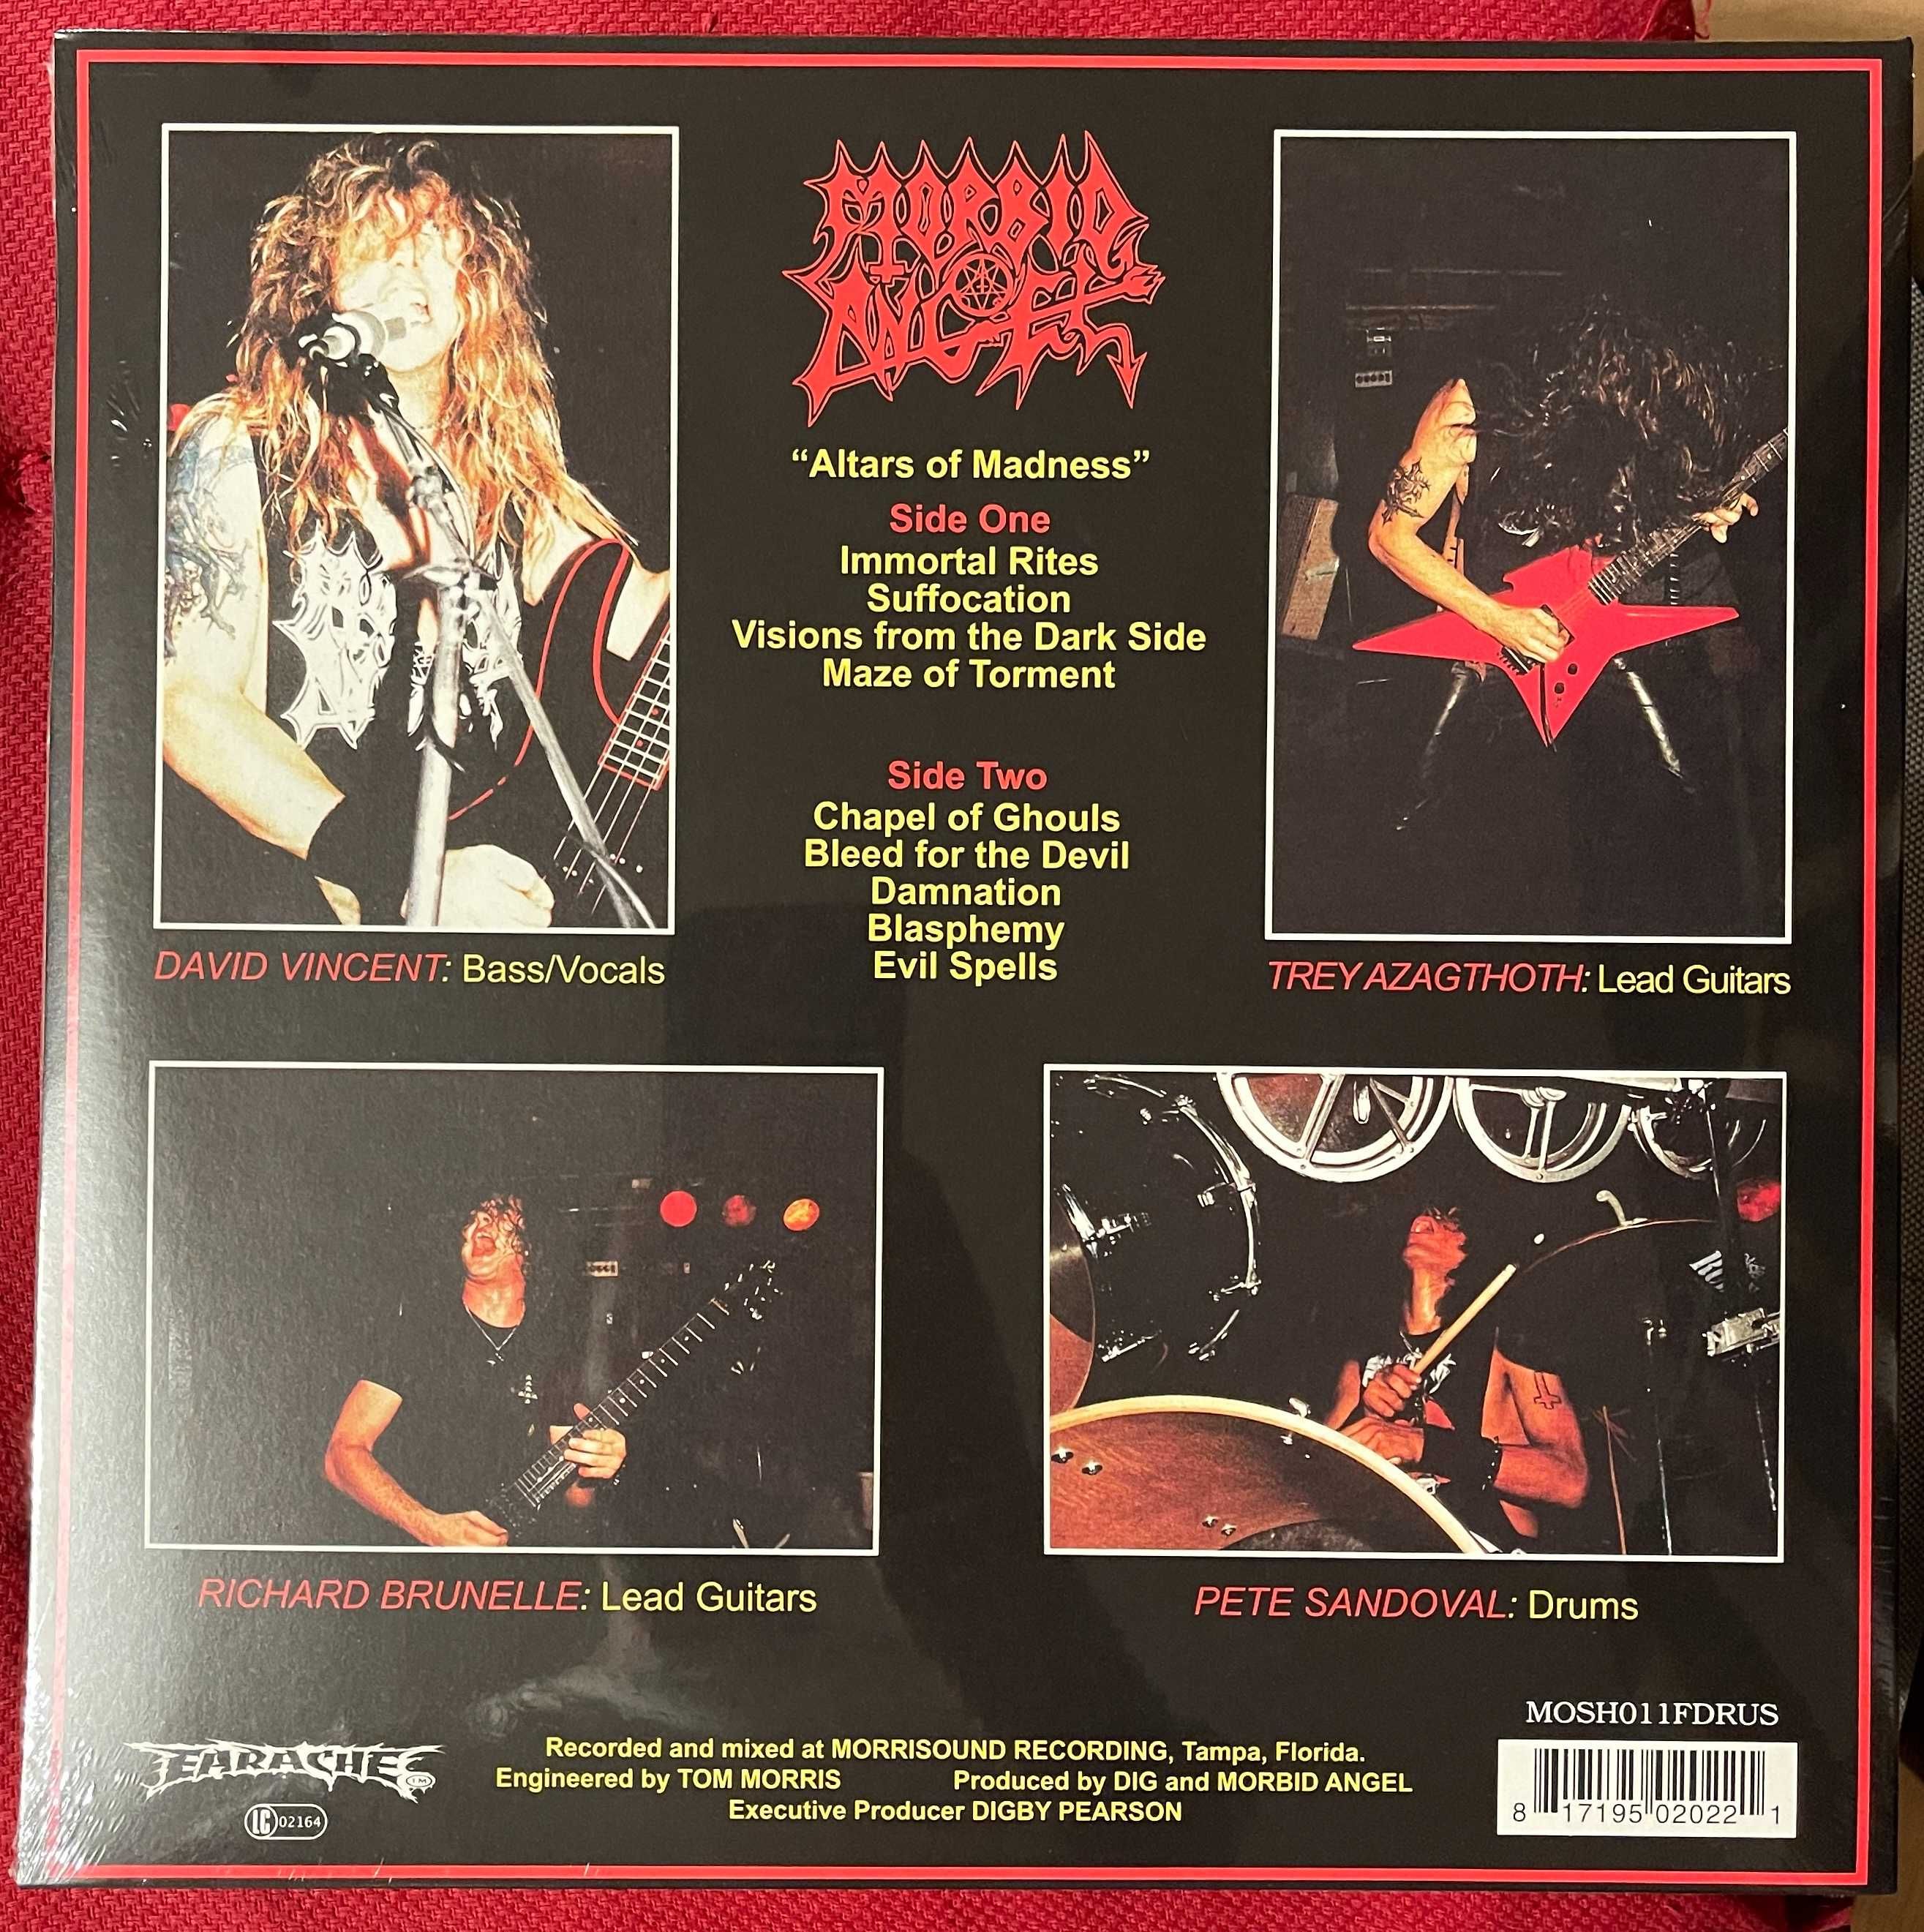 MORBID
ANGEL
“Altars of Madness”
Side One
Immortal Rites
Suffocation
Visions from the Dark Side
Maze of Torment
Side Two
Chapel of Ghouls
Bleed for the Devil
Damnation
Blasphemy
Evil Spells
DAVID VINCENT: Bass/Vocals
TREY AZAGTHOTH: Lead Guitars
RICHARD BRUNELLE: Lead Guitars
PETE SANDOVAL: Drums
MOSH011FDRUS
EARACHE TM
LC 02164
Recorded and mixed at MORRISOUND RECORDING, Tampa, Florida.
Engineered by TOM MORRIS Produced by DIG and MORBID ANGEL
Executive Producer DIGBY PEARSON
8 17195 02022 1